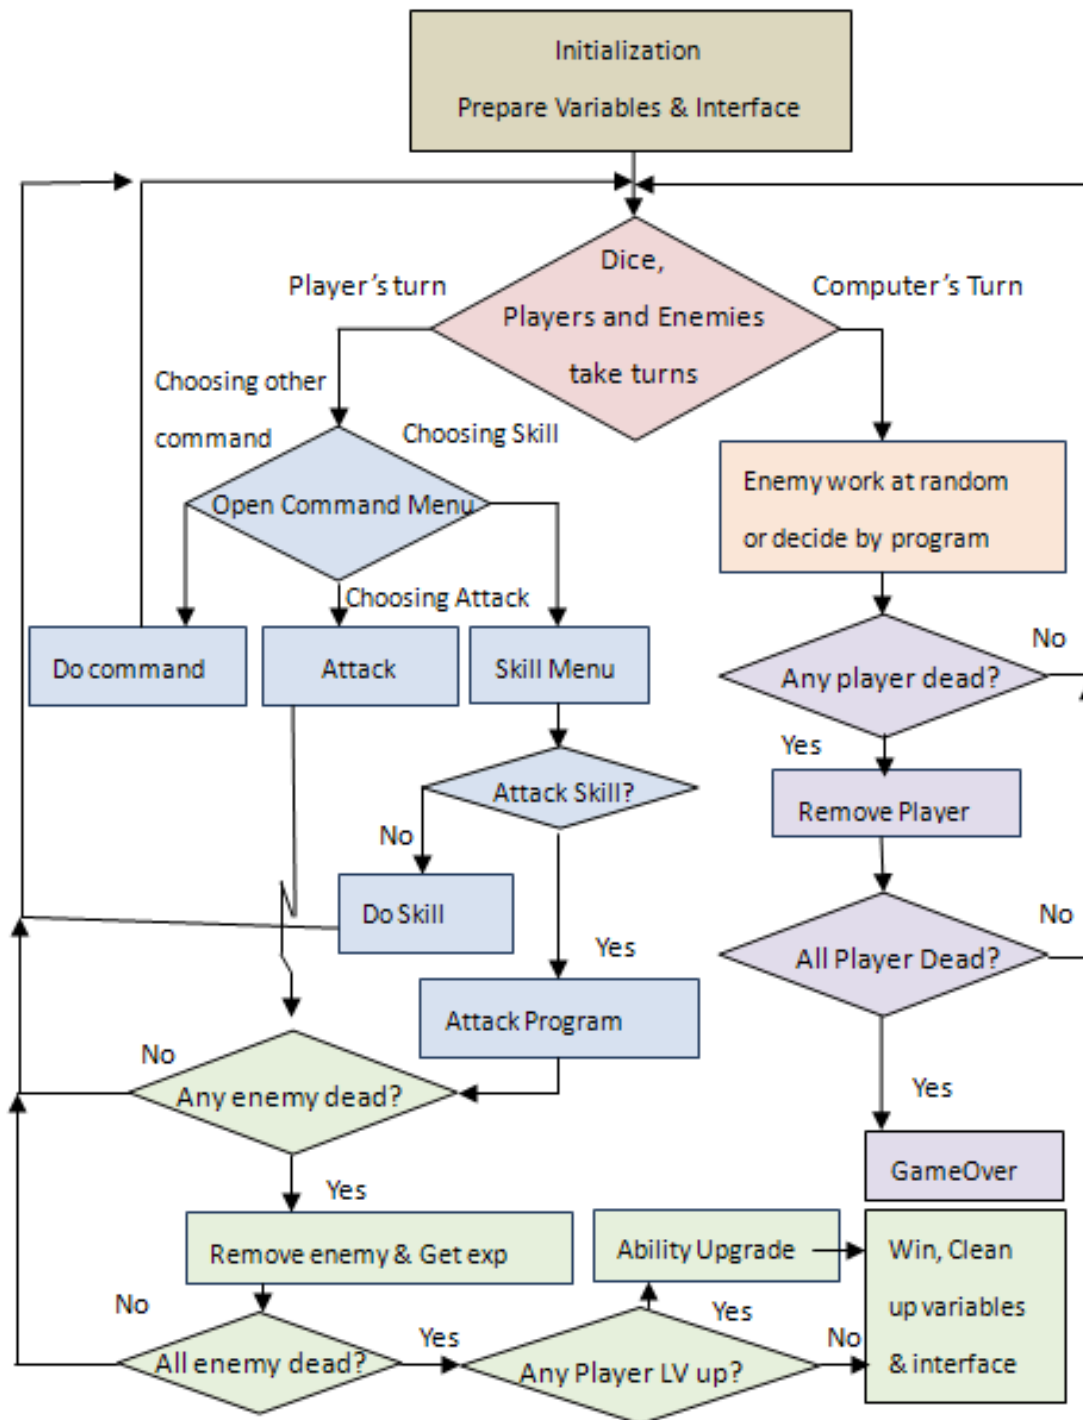 Initialization
Prepare Variables & Interface
Dice,
Players and Enemies
take turns
Player's turn
Computer's Turn
Choosing other
command
Choosing Skill
Open Command Menu
Choosing Attack
Enemy work at random
or decide by program
Do command
Attack
Skill Menu
Any player dead?
No
Yes
Attack Skill?
Remove Player
No
Do Skill
Yes
All Player Dead?
No
Attack Program
Yes
No
Any enemy dead?
GameOver
Yes
Remove enemy & Get exp
Ability Upgrade
Win, Clean
up variables
& interface
No
All enemy dead?
Yes
Any Player LV up?
Yes
No